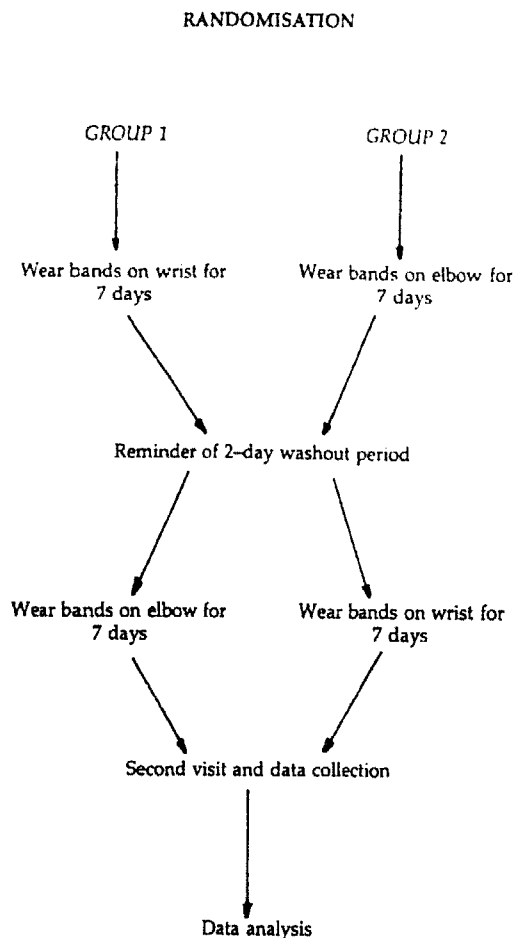 RANDOMISATION
GROUP 1
GROUP 2
Wear bands on wrist for
7 days
Wear bands on elbow for
7 days
Reminder of 2–day washout period
Wear bands on elbow for
7 days
Wear bands on wrist for
7 days
Second visit and data collection
Data analysis